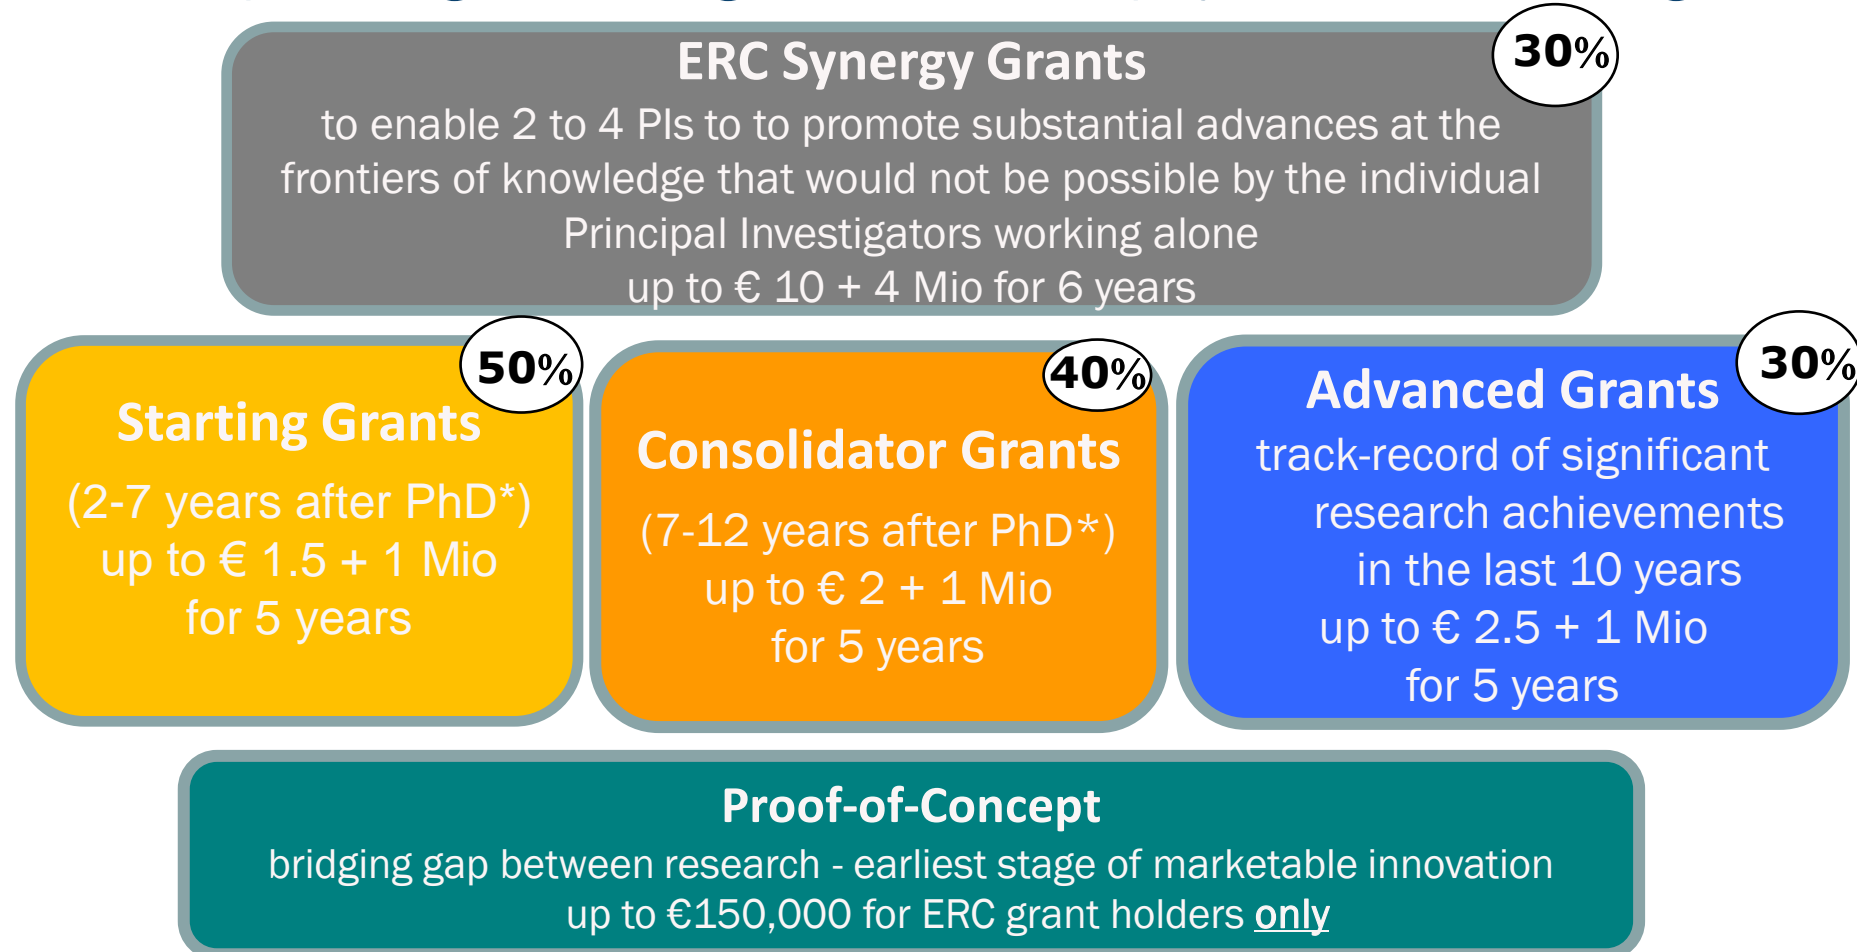 ERC Synergy Grants
30%
to enable 2 to 4 PIs to to promote substantial advances at the
frontiers of knowledge that would not be possible by the individual
Principal Investigators working alone
up to € 10 + 4 Mio for 6 years
50%
Starting Grants
(2-7 years after PhD*)
up to € 1.5 + 1 Mio
for 5 years
40%
Consolidator Grants
(7-12 years after PhD*)
up to € 2 + 1 Mio
for 5 years
30%
Advanced Grants
track-record of significant
research achievements
in the last 10 years
up to € 2.5 + 1 Mio
for 5 years
Proof-of-Concept
bridging gap between research - earliest stage of marketable innovation
up to €150,000 for ERC grant holders only